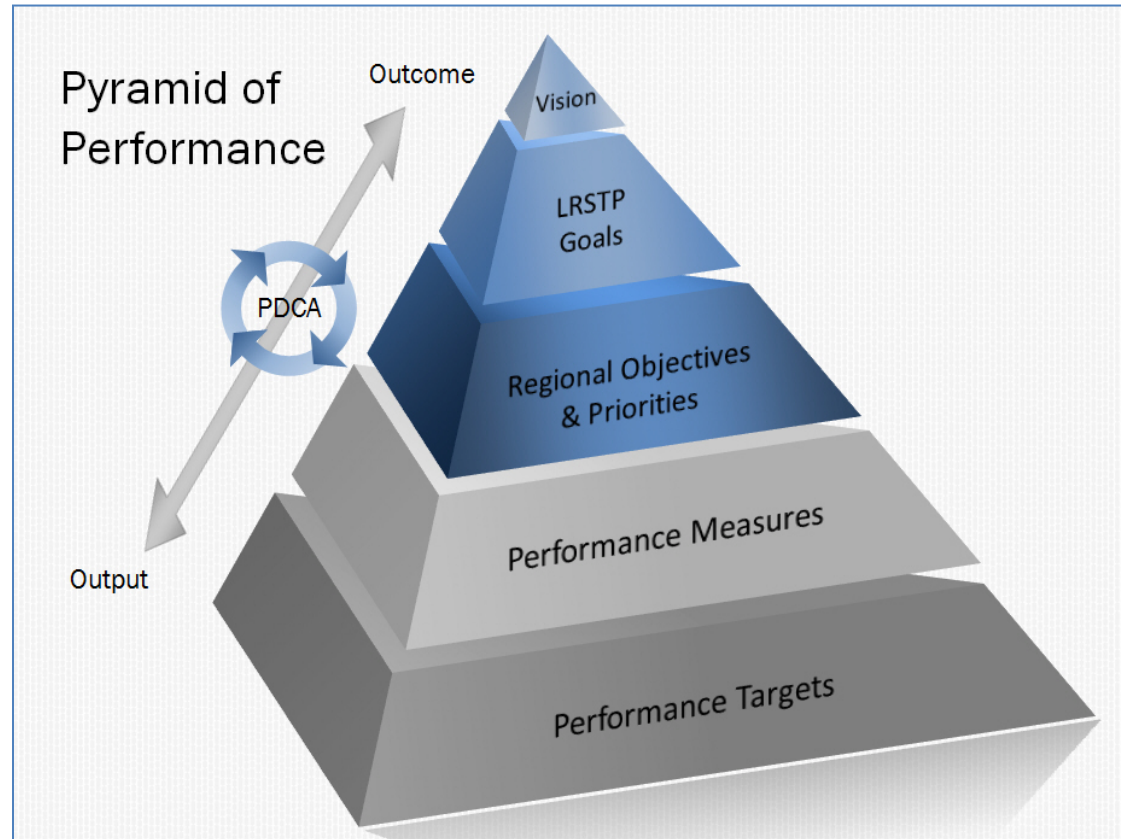 Pyramid of
Performance
Outcome
Vision
LRSTP
Goals
PDCA
Regional Objectives
& Priorities
Performance Measures
Output
Performance Targets